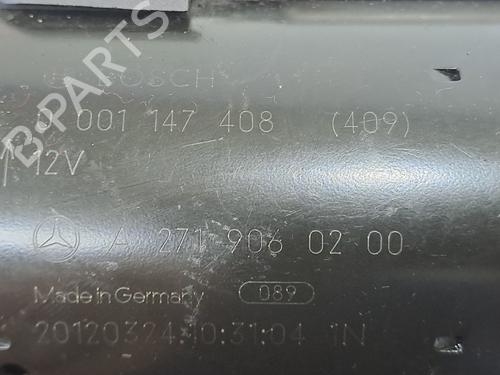 BOSCH
0 001 147 408 (409)
12V
A 271 906 02 00
Made in Germany 089
20120324 10:31:04 1N